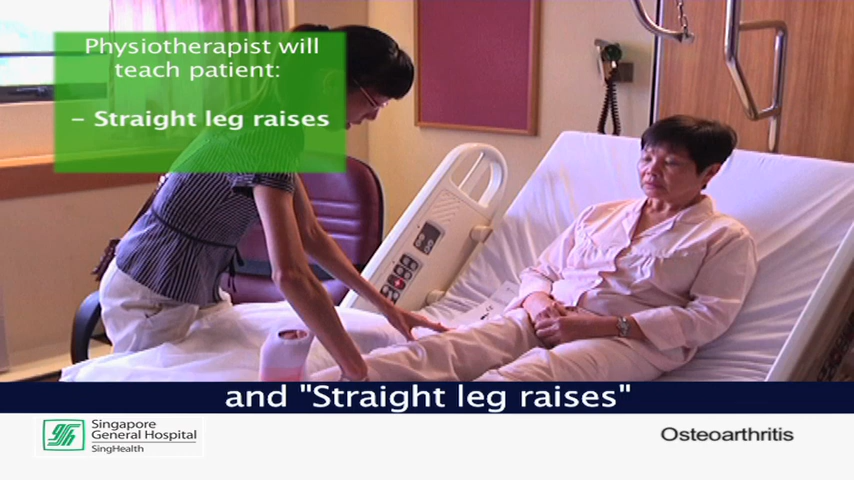 Physiotherapist will
teach patient:
- Straight leg raises
and "Straight leg raises"
Singapore
General Hospital
SingHealth
Osteoarthritis